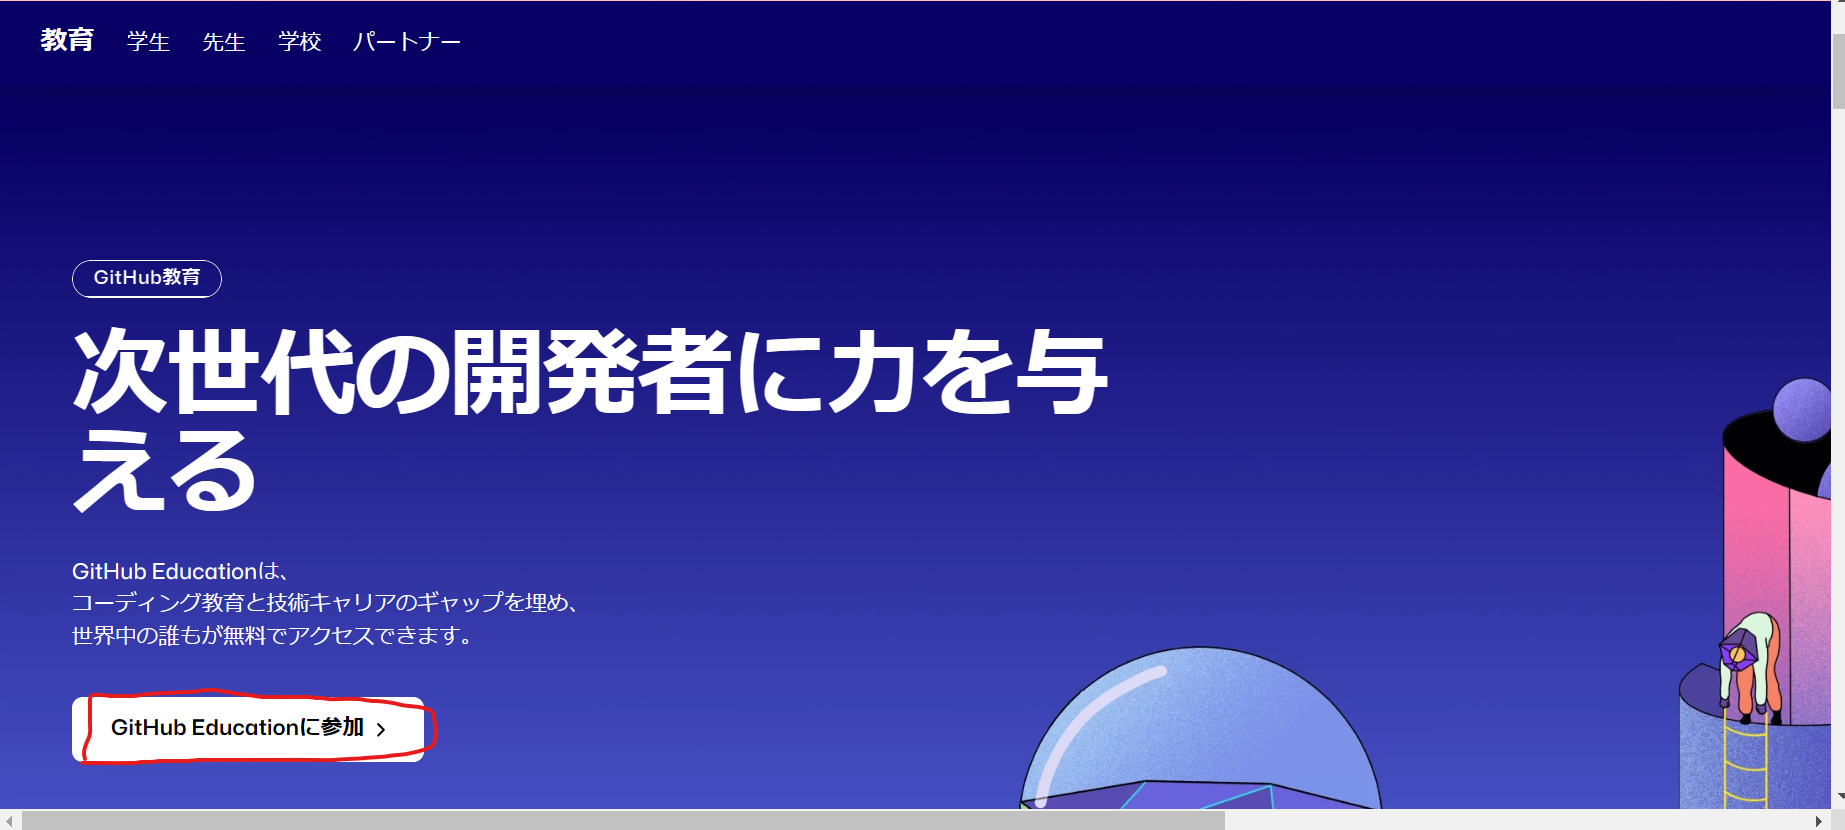 教育 学生 先生 学校 パートナー
GitHub教育
次世代の開発者に力を与
える
GitHub Educationは、
コーディング教育と技術キャリアのギャップを埋め、
世界中の誰もが無料でアクセスできます。
GitHub Educationに参加 >